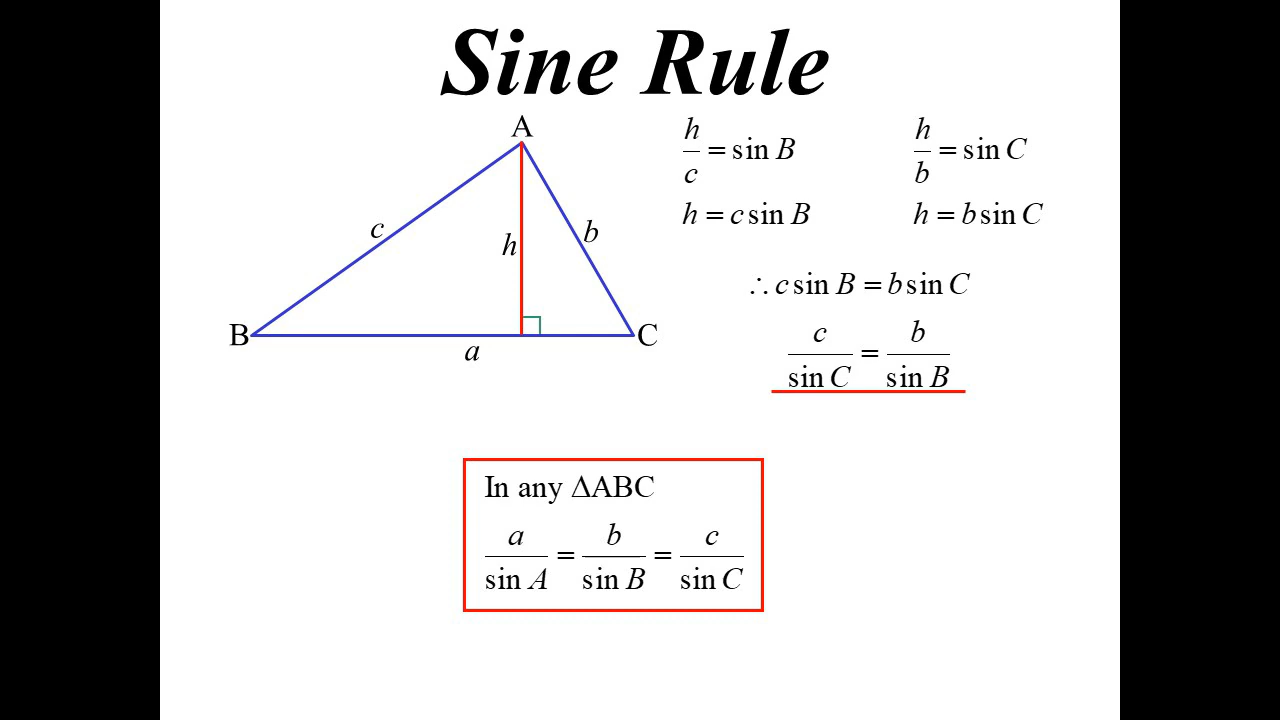 Sine Rule
A
c
h
b
B
a
C
h/c = sin B
h = c sin B
h/b = sin C
h = b sin C
∴ c sin B = b sin C
c/sin C = b/sin B
In any ΔABC
a/sin A = b/sin B = c/sin C